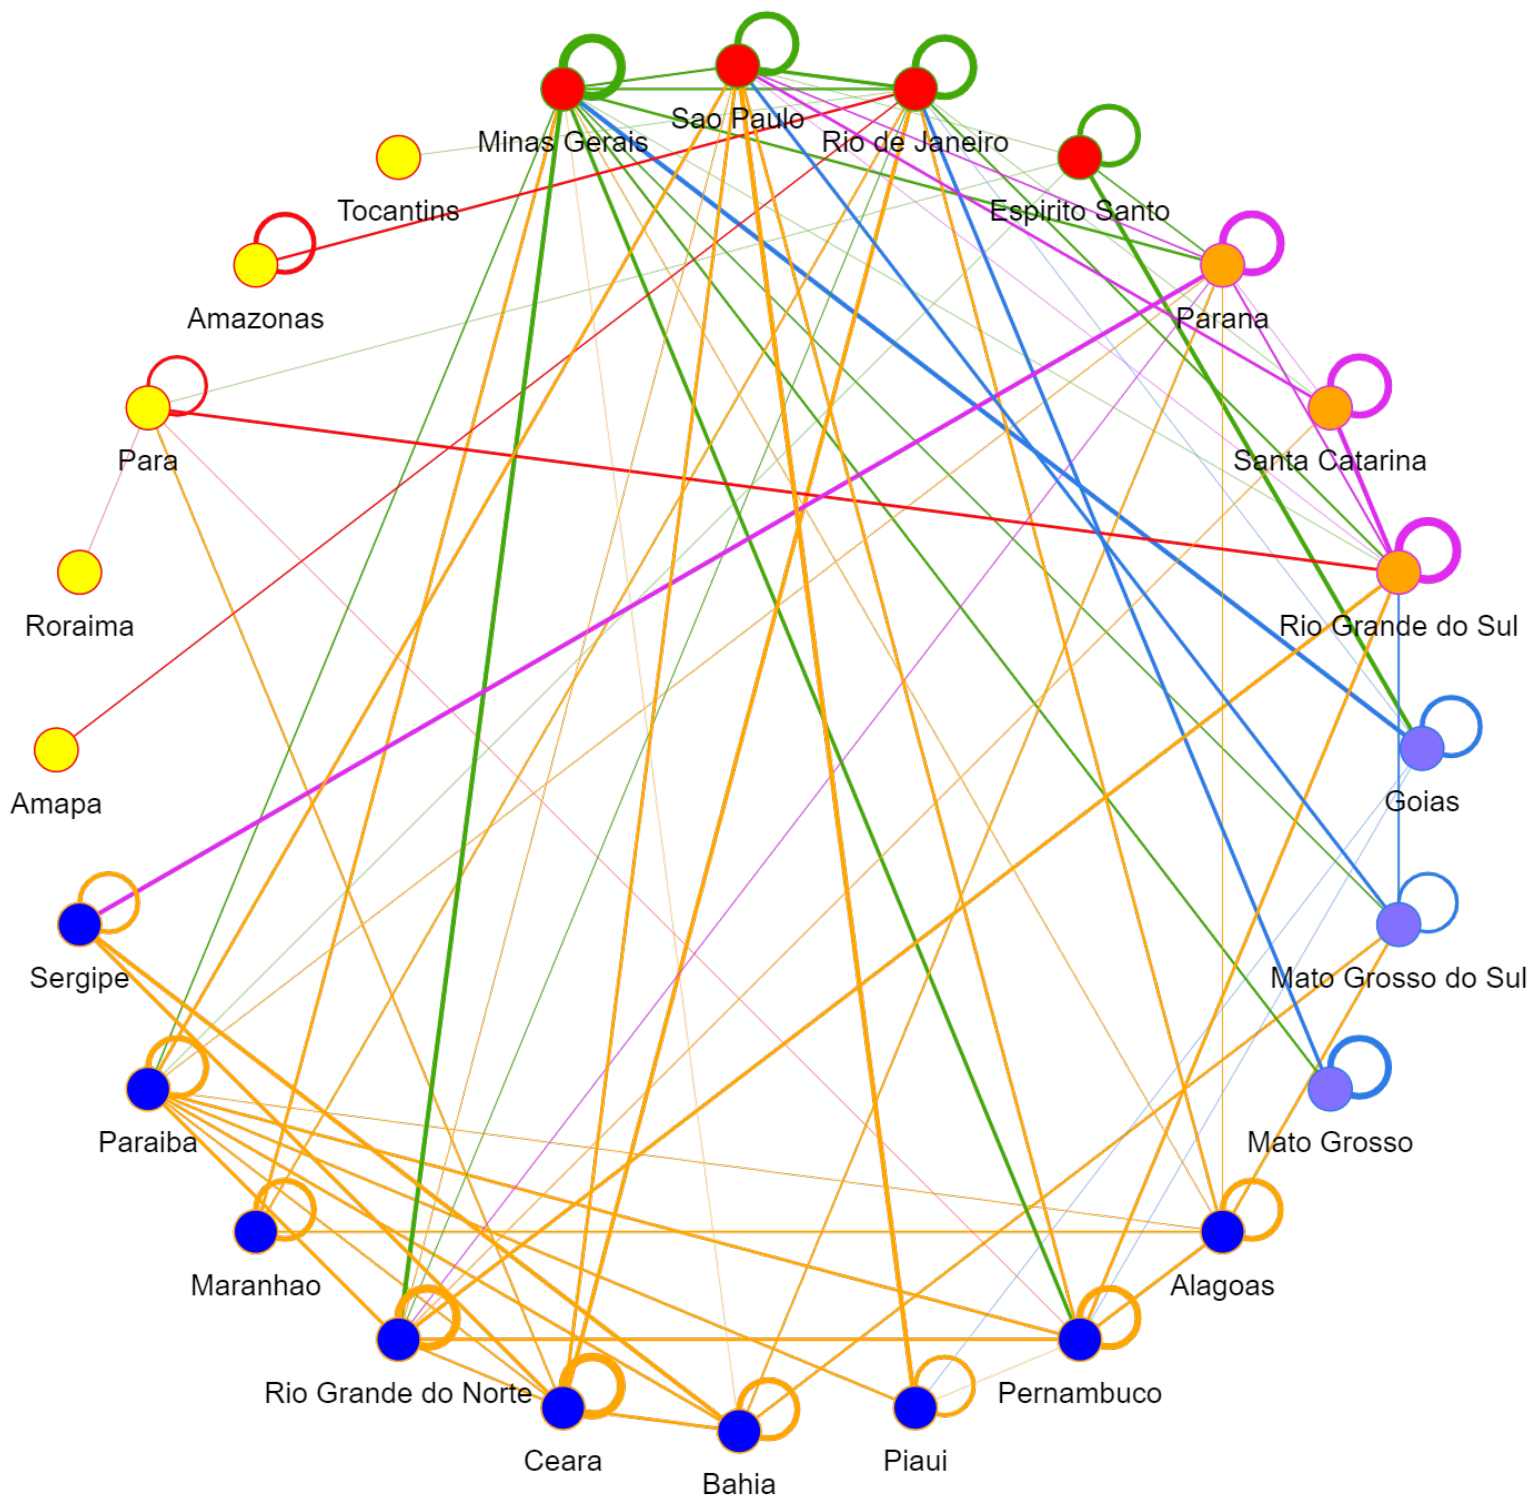 Sao Paulo
Minas Gerais
Rio de Janeiro
Tocantins
Espirito Santo
Amazonas
Parana
Para
Santa Catarina
Roraima
Rio Grande do Sul
Amapa
Goias
Sergipe
Mato Grosso do Sul
Paraiba
Mato Grosso
Maranhao
Alagoas
Rio Grande do Norte
Pernambuco
Ceara
Piaui
Bahia